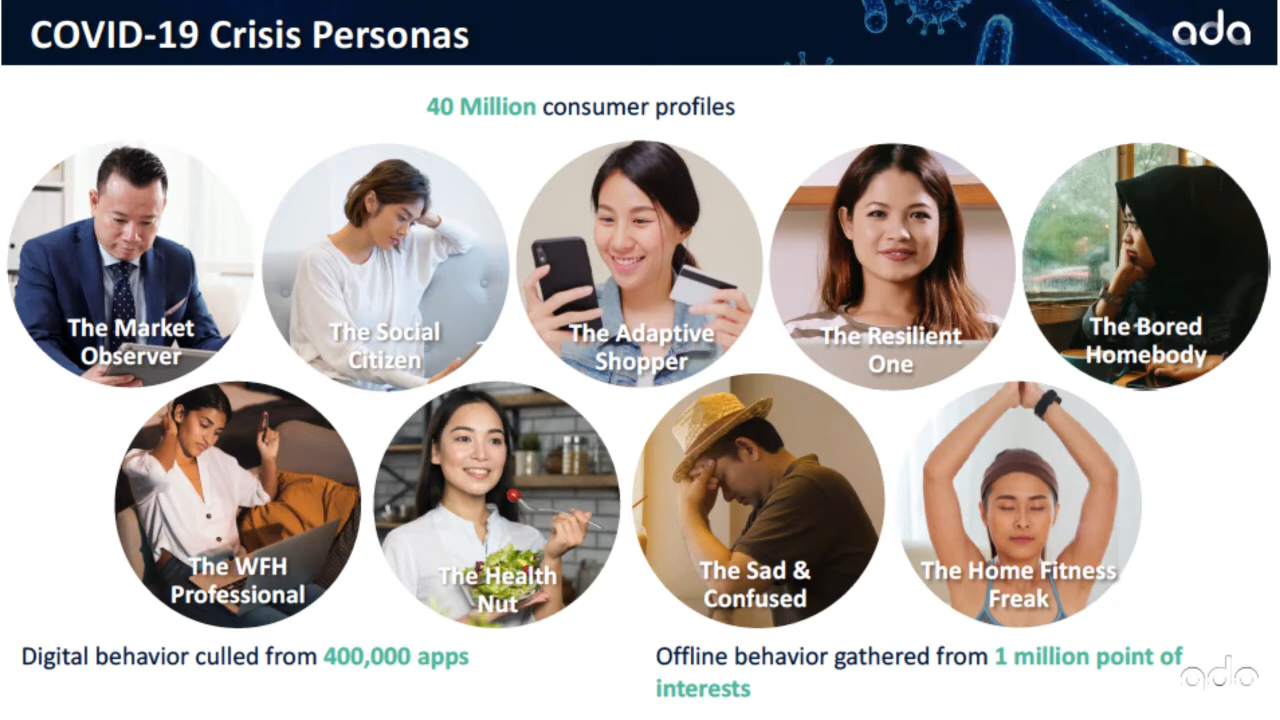 COVID-19 Crisis Personas
ada
40 Million consumer profiles
The Market
Observer
The Social
Citizen
The Adaptive
Shopper
The Resilient
One
The Bored
Homebody
The WFH
Professional
The Health
Nut
The Sad &
Confused
The Home Fitness
Freak
Digital behavior culled from 400,000 apps
Offline behavior gathered from 1 million point of
interests
ada